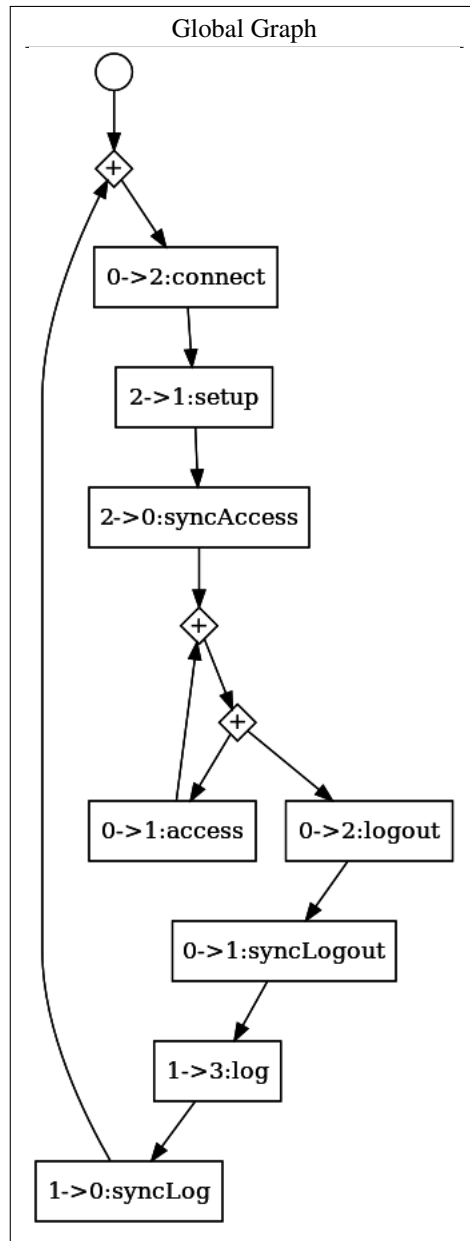 Global Graph
+
0->2:connect
2->1:setup
2->0:syncAccess
+
+
0->1:access
0->2:logout
0->1:syncLogout
1->3:log
1->0:syncLog